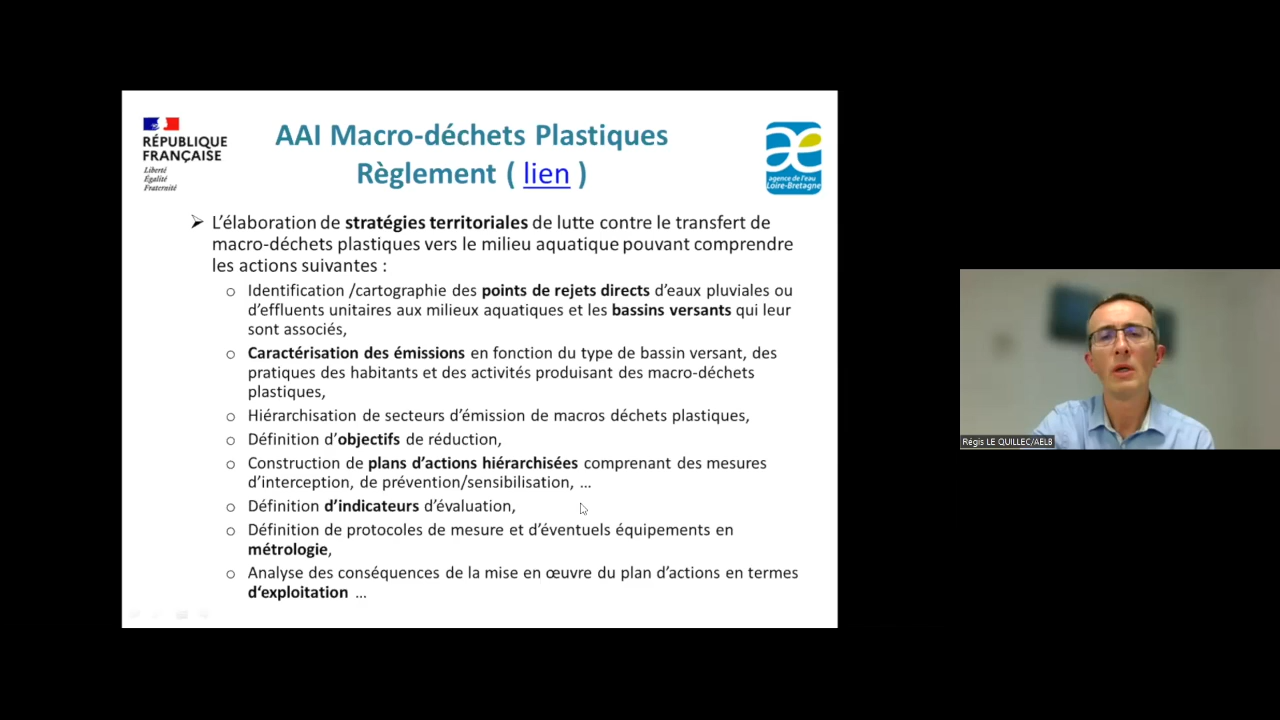 RÉPUBLIQUE
FRANÇAISE
Liberté
Égalité
Fraternité
AAI Macro-déchets Plastiques
Règlement ( lien )
æ
agence de l'eau
Loire-Bretagne
➢ L'élaboration de stratégies territoriales de lutte contre le transfert de
macro-déchets plastiques vers le milieu aquatique pouvant comprendre
les actions suivantes :
o Identification /cartographie des points de rejets directs d'eaux pluviales ou
d'effluents unitaires aux milieux aquatiques et les bassins versants qui leur
sont associés,
o Caractérisation des émissions en fonction du type de bassin versant, des
pratiques des habitants et des activités produisant des macro-déchets
plastiques,
o Hiérarchisation de secteurs d'émission de macros déchets plastiques,
o Définition d'objectifs de réduction,
o Construction de plans d'actions hiérarchisées comprenant des mesures
d'interception, de prévention/sensibilisation, ...
o Définition d'indicateurs d'évaluation,
o Définition de protocoles de mesure et d'éventuels équipements en
métrologie,
o Analyse des conséquences de la mise en œuvre du plan d'actions en termes
d'exploitation ...
Régis LE QUILLEC/AELB